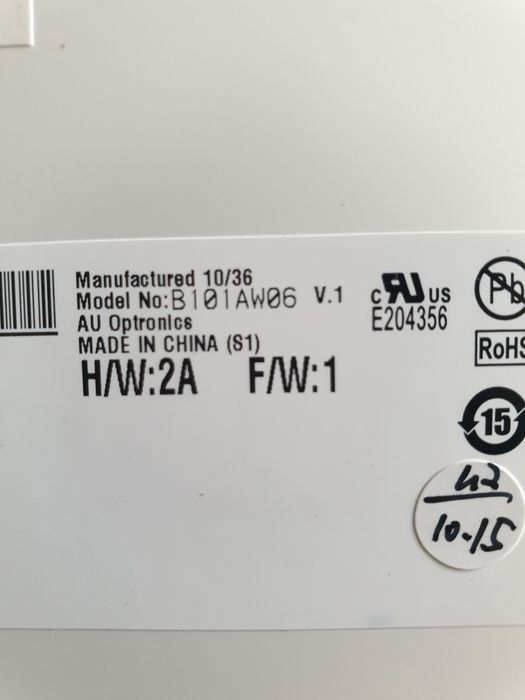 Manufactured 10/36
Model No:B101AW06 V.1
AU Optronics
MADE IN CHINA (S1)
H/W:2A F/W:1
c RU US
E204356
Pb
RoHS
15
10-15